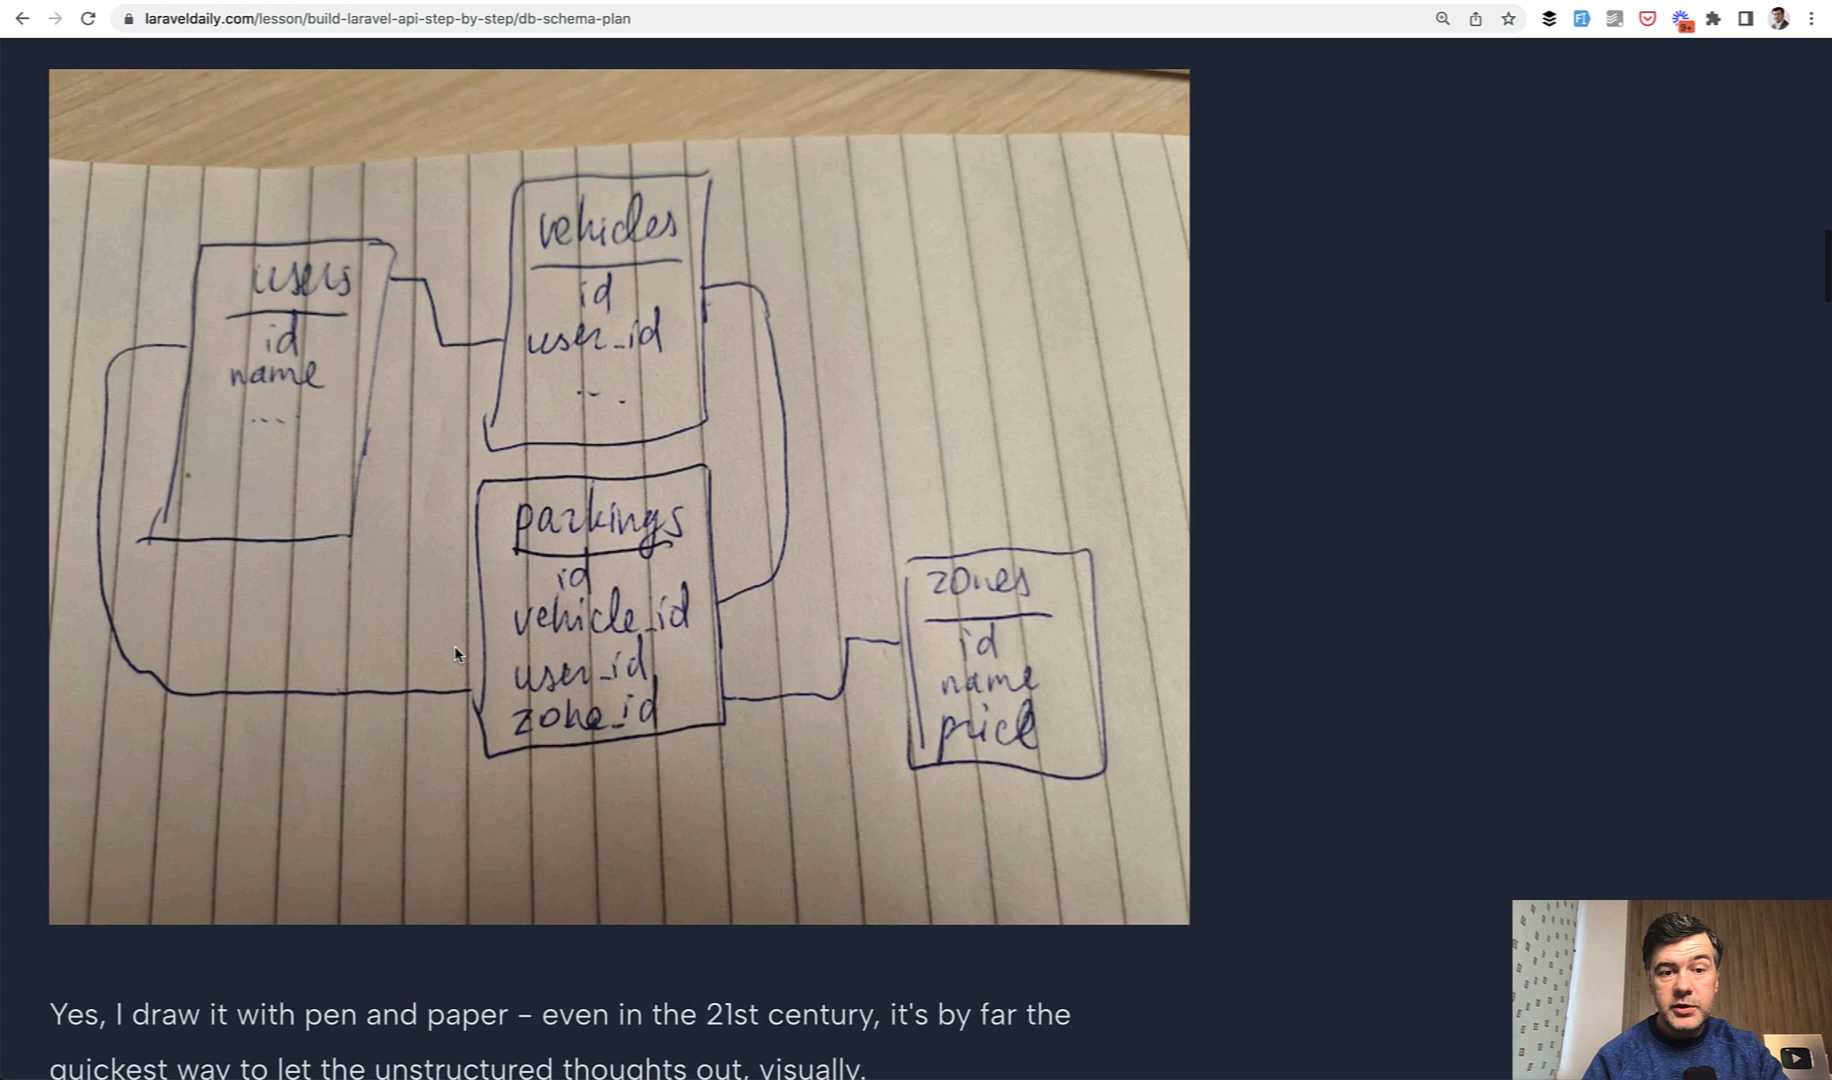 laraveldaily.com/lesson/build-laravel-api-step-by-step/db-schema-plan
9+
users
id
name
....
vehicles
id
user_id
...
parkings
id
vehicle_id
user_id
zone_id
zones
id
name
price
Yes, I draw it with pen and paper – even in the 21st century, it's by far the
quickest way to let the unstructured thoughts out, visually.